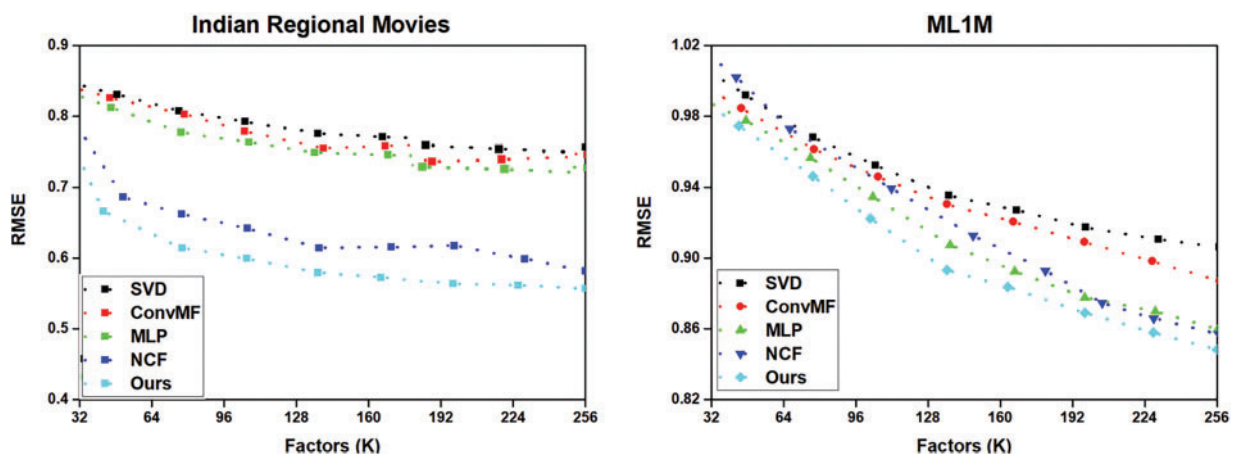 Indian Regional Movies
0.9
0.8
0.7
0.6
0.5
0.4
RMSE
SVD
ConvMF
MLP
NCF
Ours
32 64 96 128 160 192 224 256
Factors (K)
ML1M
1.02
0.98
0.94
0.90
0.86
0.82
RMSE
SVD
ConvMF
MLP
NCF
Ours
32 64 96 128 160 192 224 256
Factors (K)